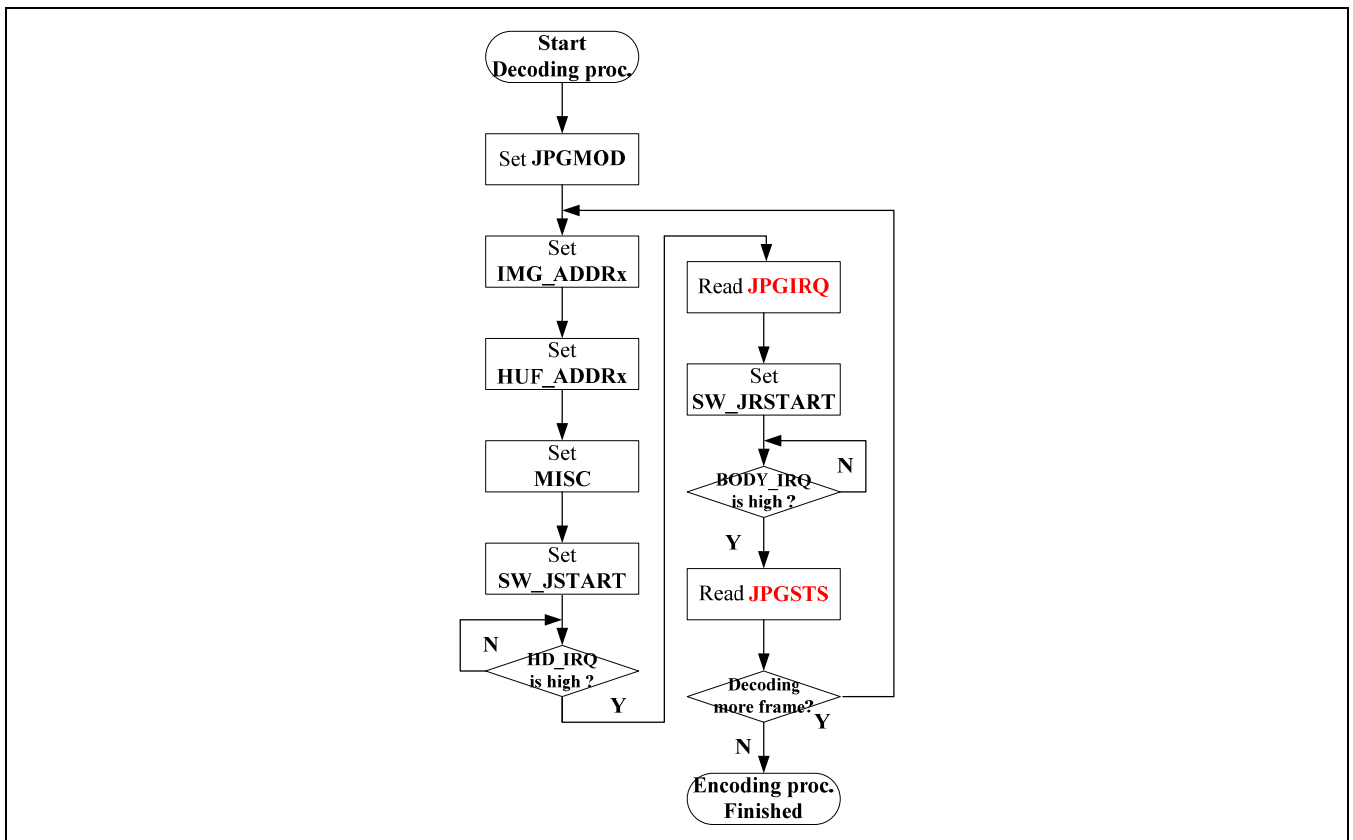 Start
Decoding proc.
Set JPGMOD
Set
IMG_ADDRx
Set
HUF_ADDRx
Set
MISC
Set
SW_JSTART
N
HD_IRQ
is high ?
Y
Read JPGIRQ
Set
SW_JRSTART
N
BODY_IRQ
is high ?
Y
Read JPGSTS
Decoding
more frame?
Y
N
Encoding proc.
Finished